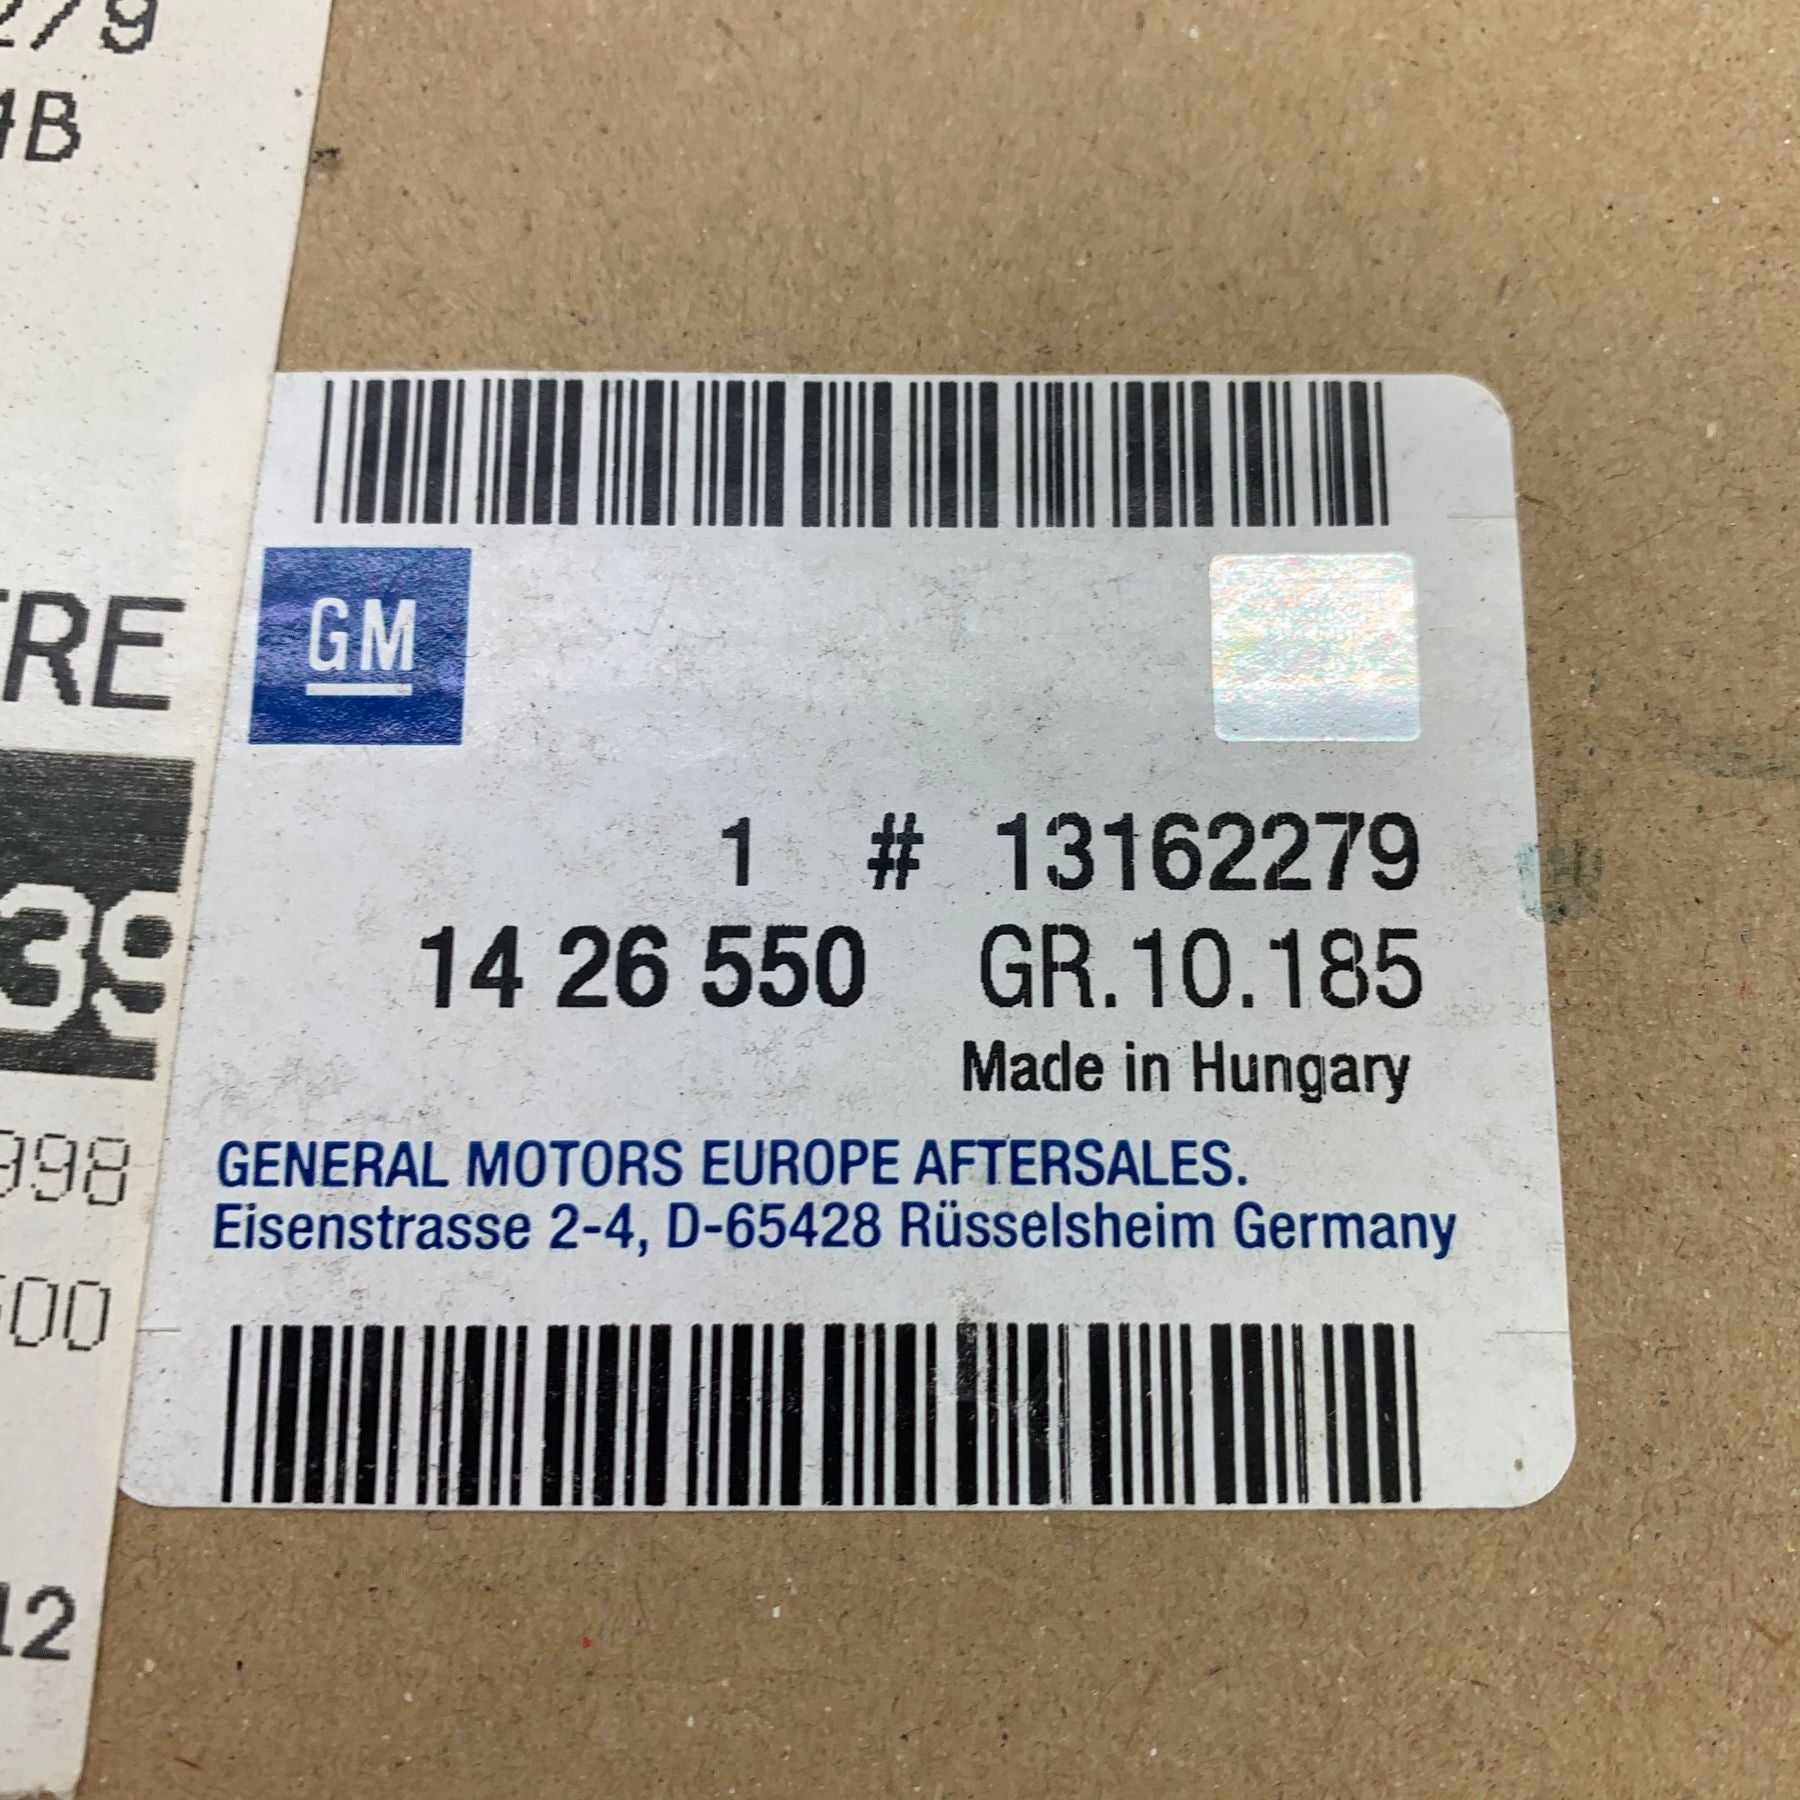 279
4B
TRE
39
998
500
12
GM
1 # 13162279
14 26 550 GR.10.185
Made in Hungary
GENERAL MOTORS EUROPE AFTERSALES.
Eisenstrasse 2-4, D-65428 Rüsselsheim Germany